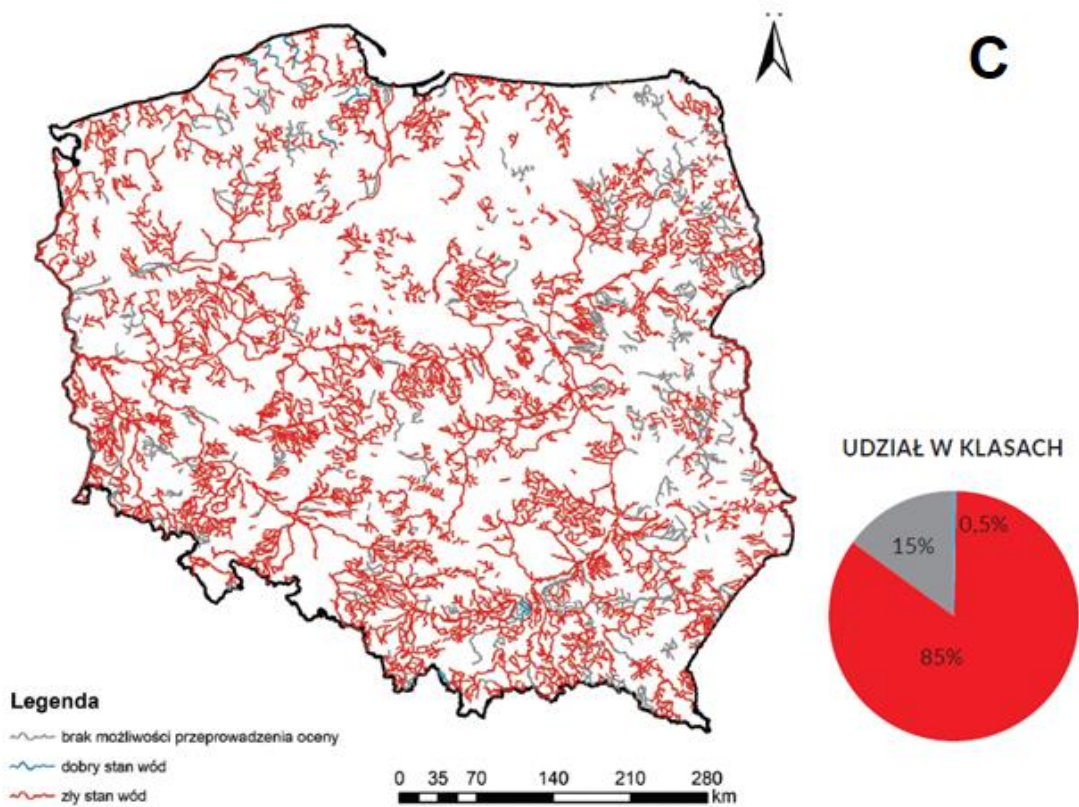 C
UDZIAŁ W KLASACH
0,5%
15%
85%
Legenda
brak możliwości przeprowadzenia oceny
dobry stan wód
zły stan wód
0 35 70 140 210 280
km